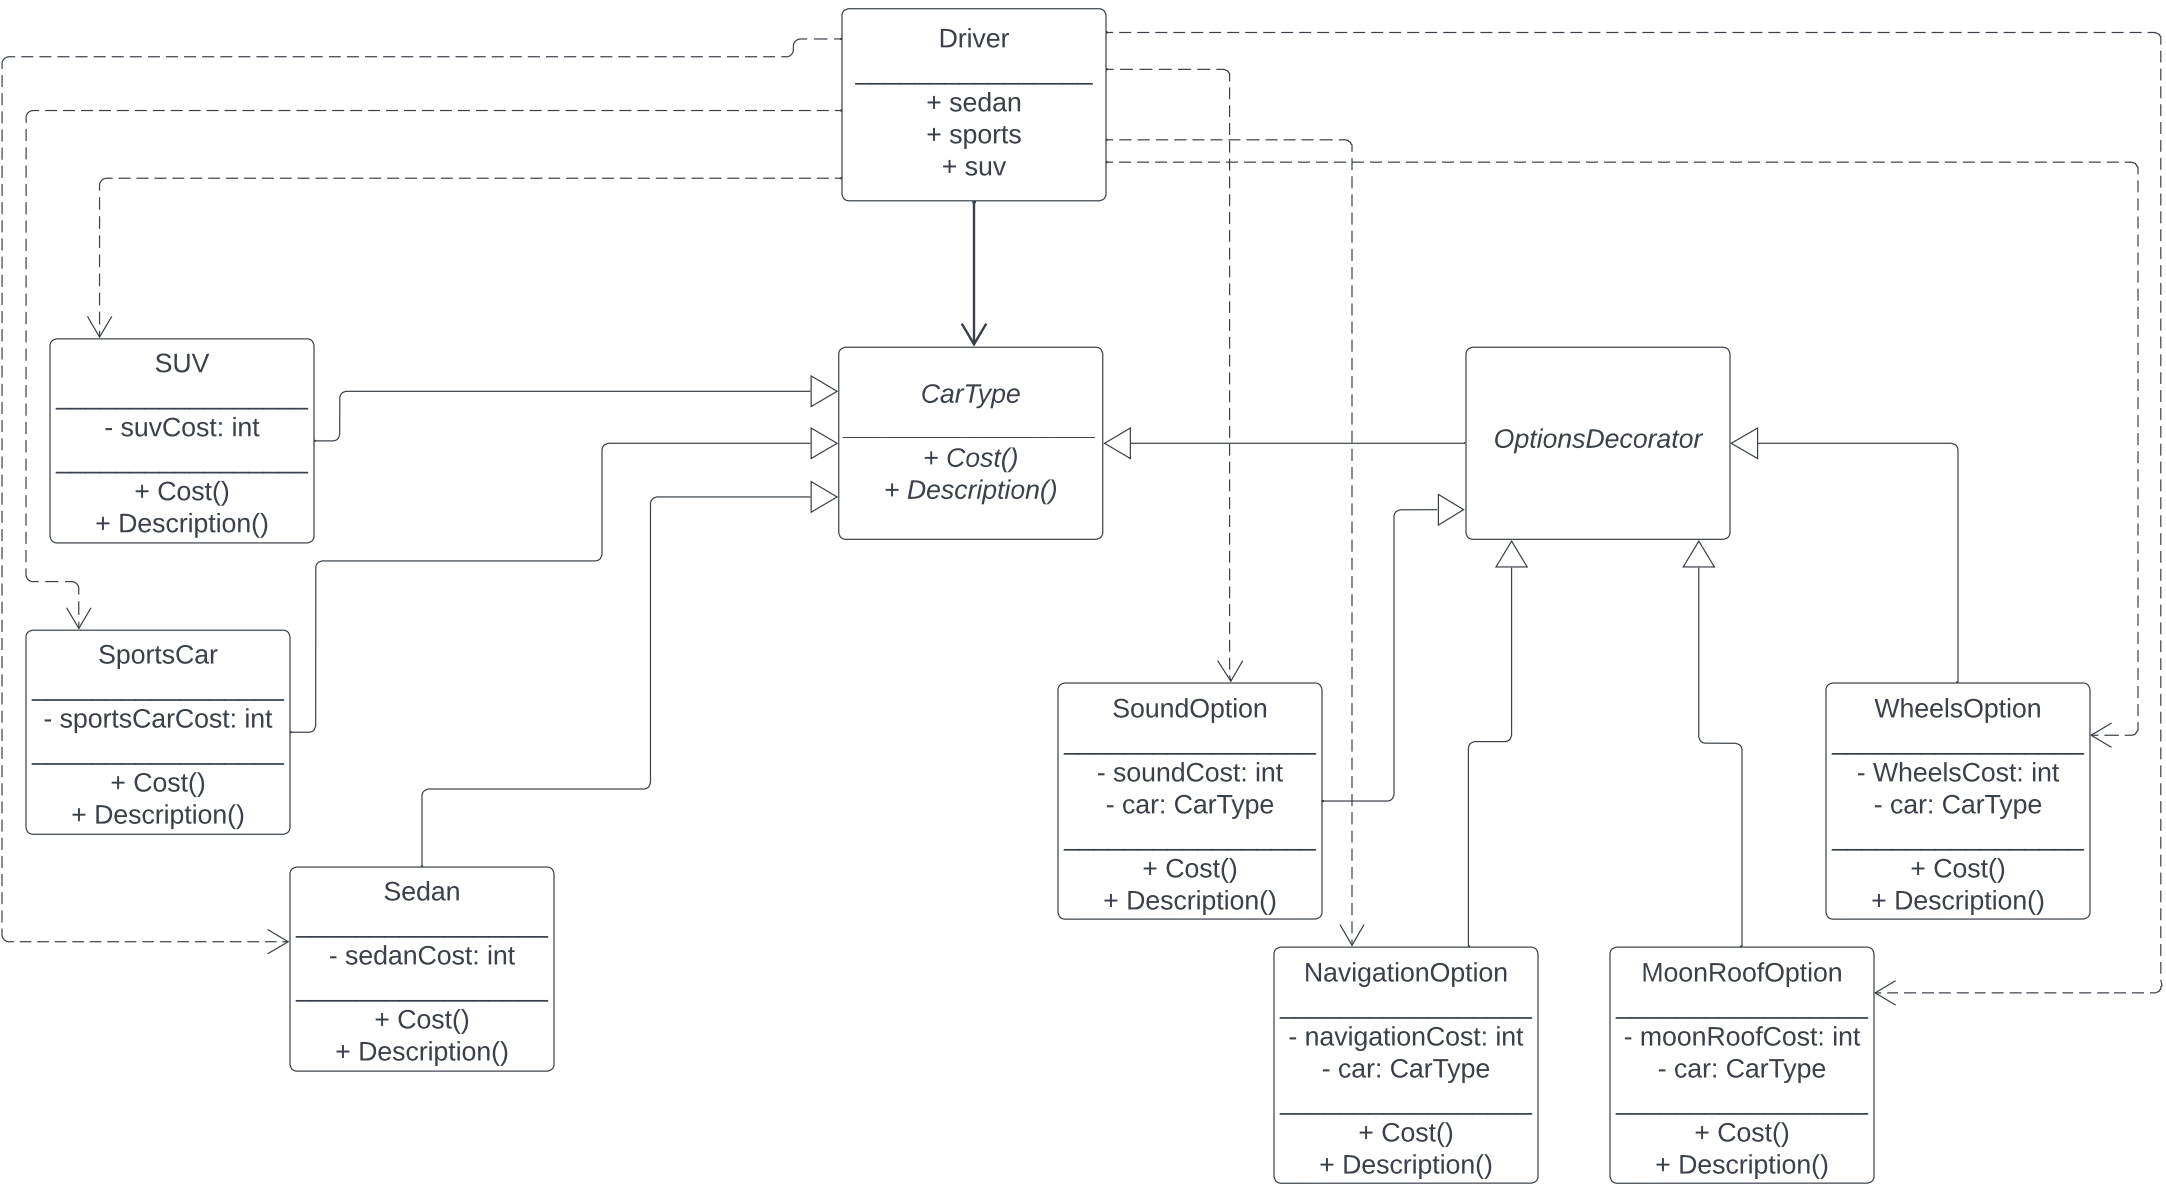 Driver
+ sedan
+ sports
+ suv
SUV
- suvCost: int
+ Cost()
+ Description()
CarType
+ Cost()
+ Description()
OptionsDecorator
SportsCar
- sportsCarCost: int
+ Cost()
+ Description()
Sedan
- sedanCost: int
+ Cost()
+ Description()
SoundOption
- soundCost: int
- car: CarType
+ Cost()
+ Description()
WheelsOption
- WheelsCost: int
- car: CarType
+ Cost()
+ Description()
NavigationOption
- navigationCost: int
- car: CarType
+ Cost()
+ Description()
MoonRoofOption
- moonRoofCost: int
- car: CarType
+ Cost()
+ Description()